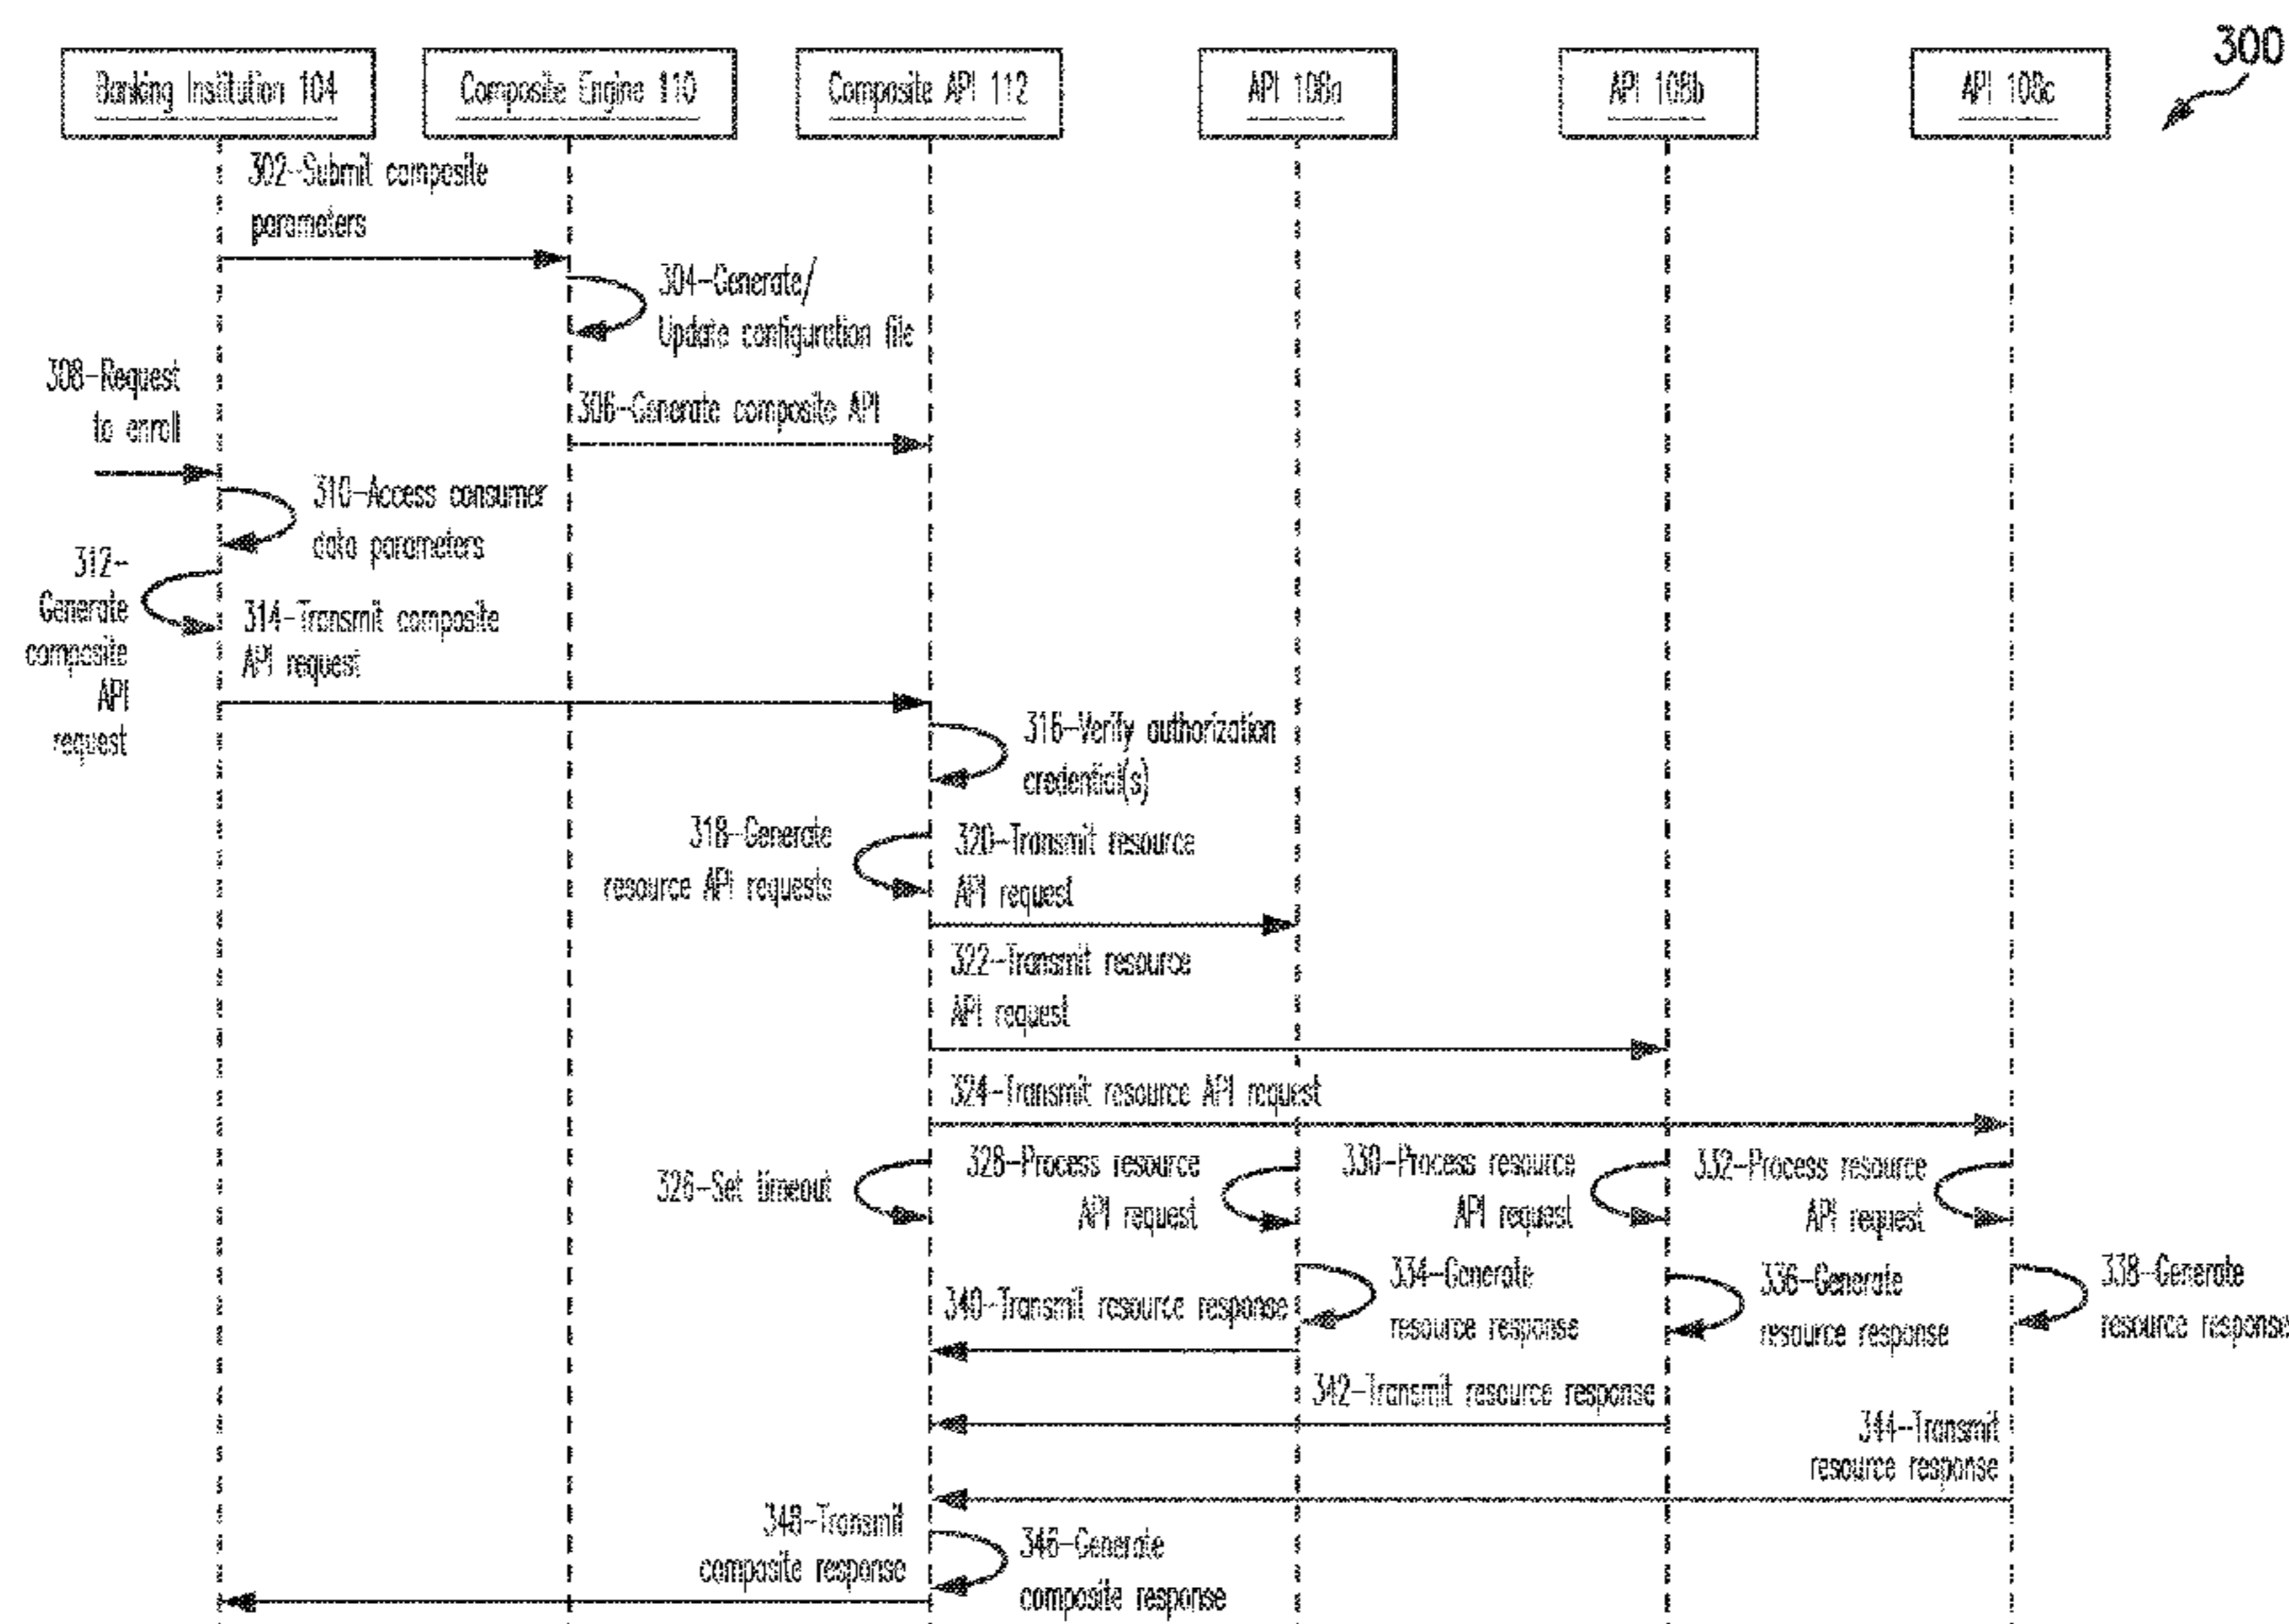 300
Banking Institution 104
Composite Engine 110
Composite API 112
API 108a
API 108b
API 108c
302-Submit composite
parameters
304-Generate/
Update configuration file
308-Request
to enroll
306-Generate composite API
310-Access consumer
data parameters
312-
Generate
composite
API
request
314-Transmit composite
API request
316-Verify authorization
credential(s)
318-Generate
resource API requests
320-Transmit resource
API request
322-Transmit resource
API request
324-Transmit resource API request
326-Set timeout
328-Process resource
API request
330-Process resource
API request
332-Process resource
API request
334-Generate
resource response
336-Generate
resource response
338-Generate
resource response
340-Transmit resource response
342-Transmit resource response
344-Transmit
resource response
348-Transmit
composite response
346-Generate
composite response